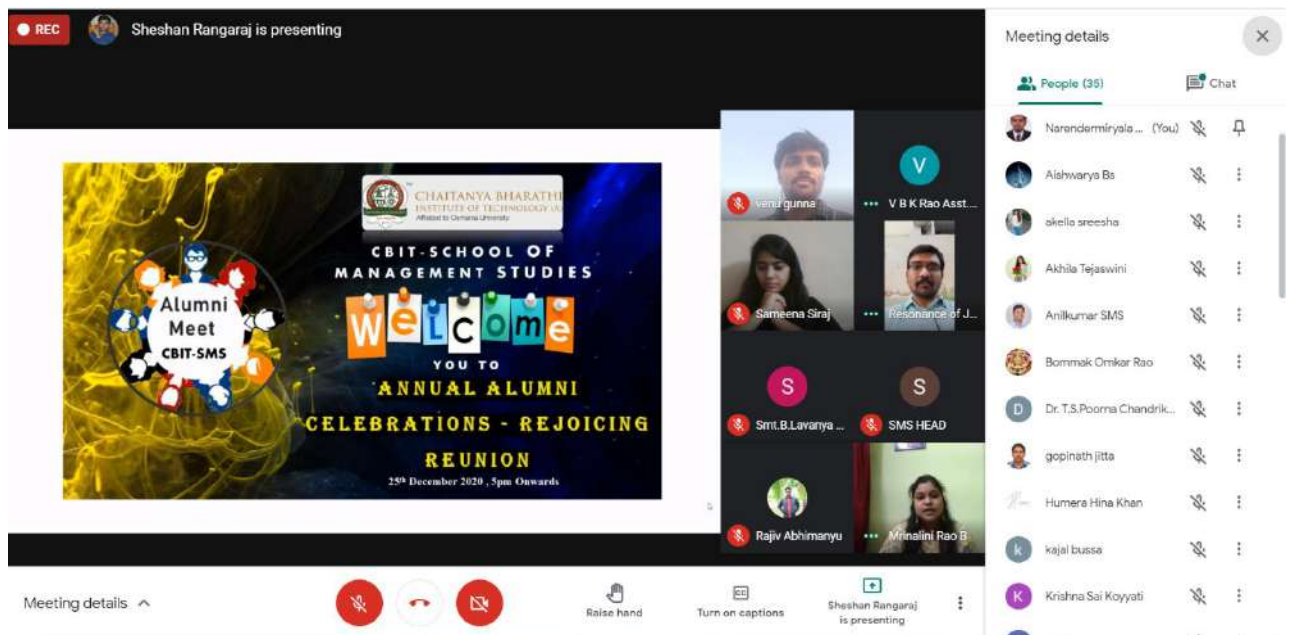 REC
Sheshan Rangaraj is presenting
CHAITANYA BHARATHI
INSTITUTE OF TECHNOLOGY (A)
Affiliated to Osmania University
CBIT-SCHOOL OF
MANAGEMENT STUDIES
Welcome
YOU TO
ANNUAL ALUMNI
CELEBRATIONS - REJOICING
REUNION
25th December 2020 , 5pm Onwards
Alumni
Meet
CBIT-SMS
venu gunna
V
V B K Rao Asst...
Sameena Siraj
Resonance of J...
S
Smt.B.Lavanya ...
S
SMS HEAD
Rajiv Abhimanyu
Mrinalini Rao B
Meeting details
People (35)
Chat
Narendermiryala ... (You)
Aishwarya Bs
akella sreesha
Akhila Tejaswini
Anilkumar SMS
Bommak Omkar Rao
D
Dr. T.S.Poorna Chandrik...
gopinath jitta
Humera Hina Khan
k
kajal bussa
K
Krishna Sai Koyyati
Meeting details
Raise hand
CC
Turn on captions
Sheshan Rangaraj
is presenting